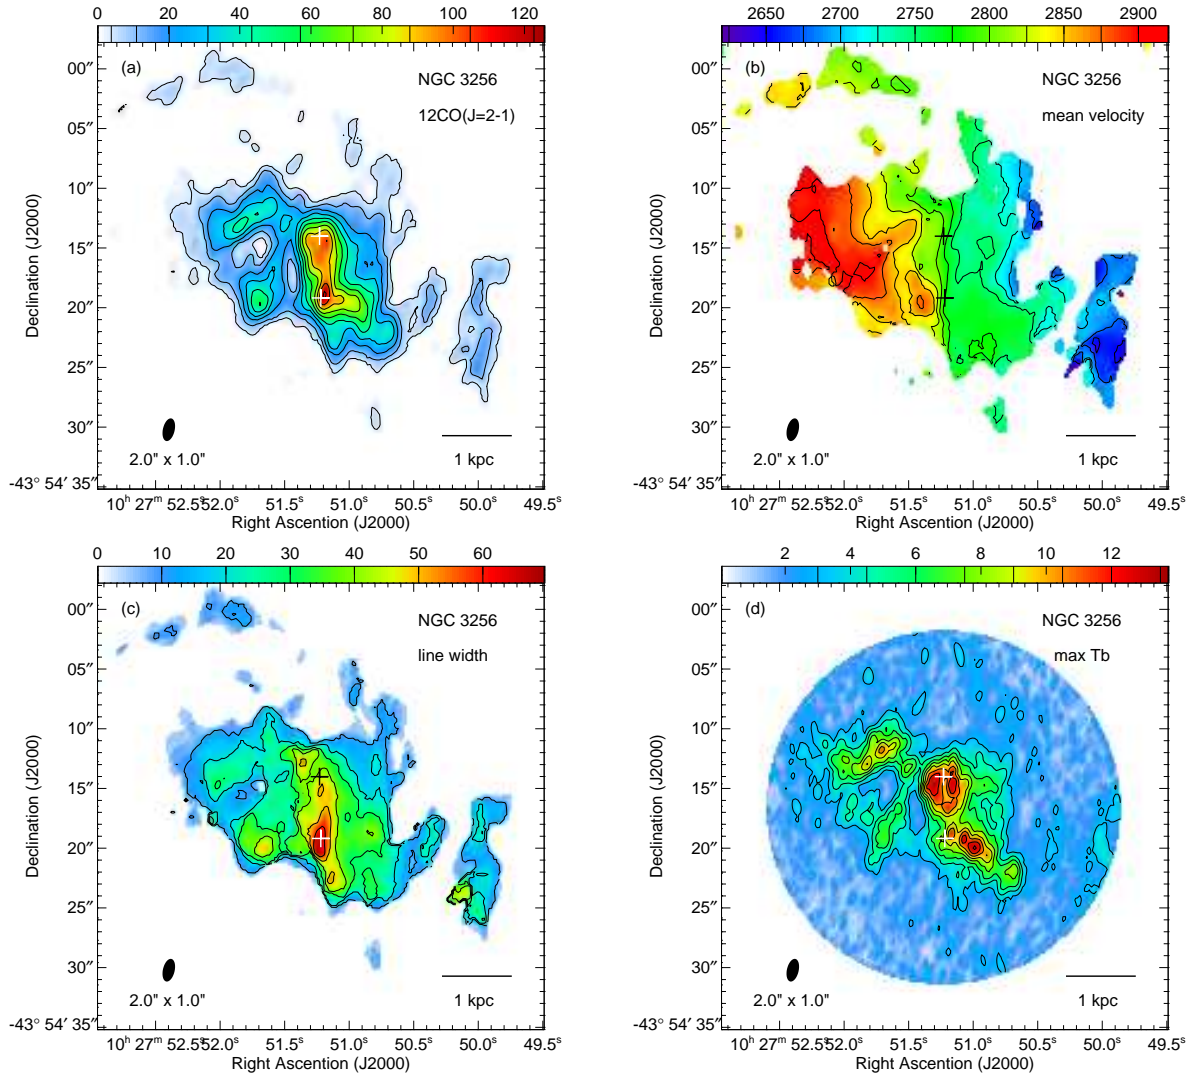 0 20 40 60 80 100 120
(a)
NGC 3256
12CO(J=2-1)
00″
05″
10″
15″
20″
25″
30″
-43° 54′ 35″
Declination (J2000)
2.0" x 1.0"
1 kpc
10ʰ 27ᵐ 52.5ˢ 52.0ˢ 51.5ˢ 51.0ˢ 50.5ˢ 50.0ˢ 49.5ˢ
Right Ascention (J2000)
2650 2700 2750 2800 2850 2900
(b)
NGC 3256
mean velocity
00″
05″
10″
15″
20″
25″
30″
-43° 54′ 35″
Declination (J2000)
2.0" x 1.0"
1 kpc
10ʰ 27ᵐ 52.5ˢ 52.0ˢ 51.5ˢ 51.0ˢ 50.5ˢ 50.0ˢ 49.5ˢ
Right Ascention (J2000)
0 10 20 30 40 50 60
(c)
NGC 3256
line width
00″
05″
10″
15″
20″
25″
30″
-43° 54′ 35″
Declination (J2000)
2.0" x 1.0"
1 kpc
10ʰ 27ᵐ 52.5ˢ 52.0ˢ 51.5ˢ 51.0ˢ 50.5ˢ 50.0ˢ 49.5ˢ
Right Ascention (J2000)
2 4 6 8 10 12
(d)
NGC 3256
max Tb
00″
05″
10″
15″
20″
25″
30″
-43° 54′ 35″
Declination (J2000)
2.0" x 1.0"
1 kpc
10ʰ 27ᵐ 52.5ˢ 52.0ˢ 51.5ˢ 51.0ˢ 50.5ˢ 50.0ˢ 49.5ˢ
Right Ascention (J2000)